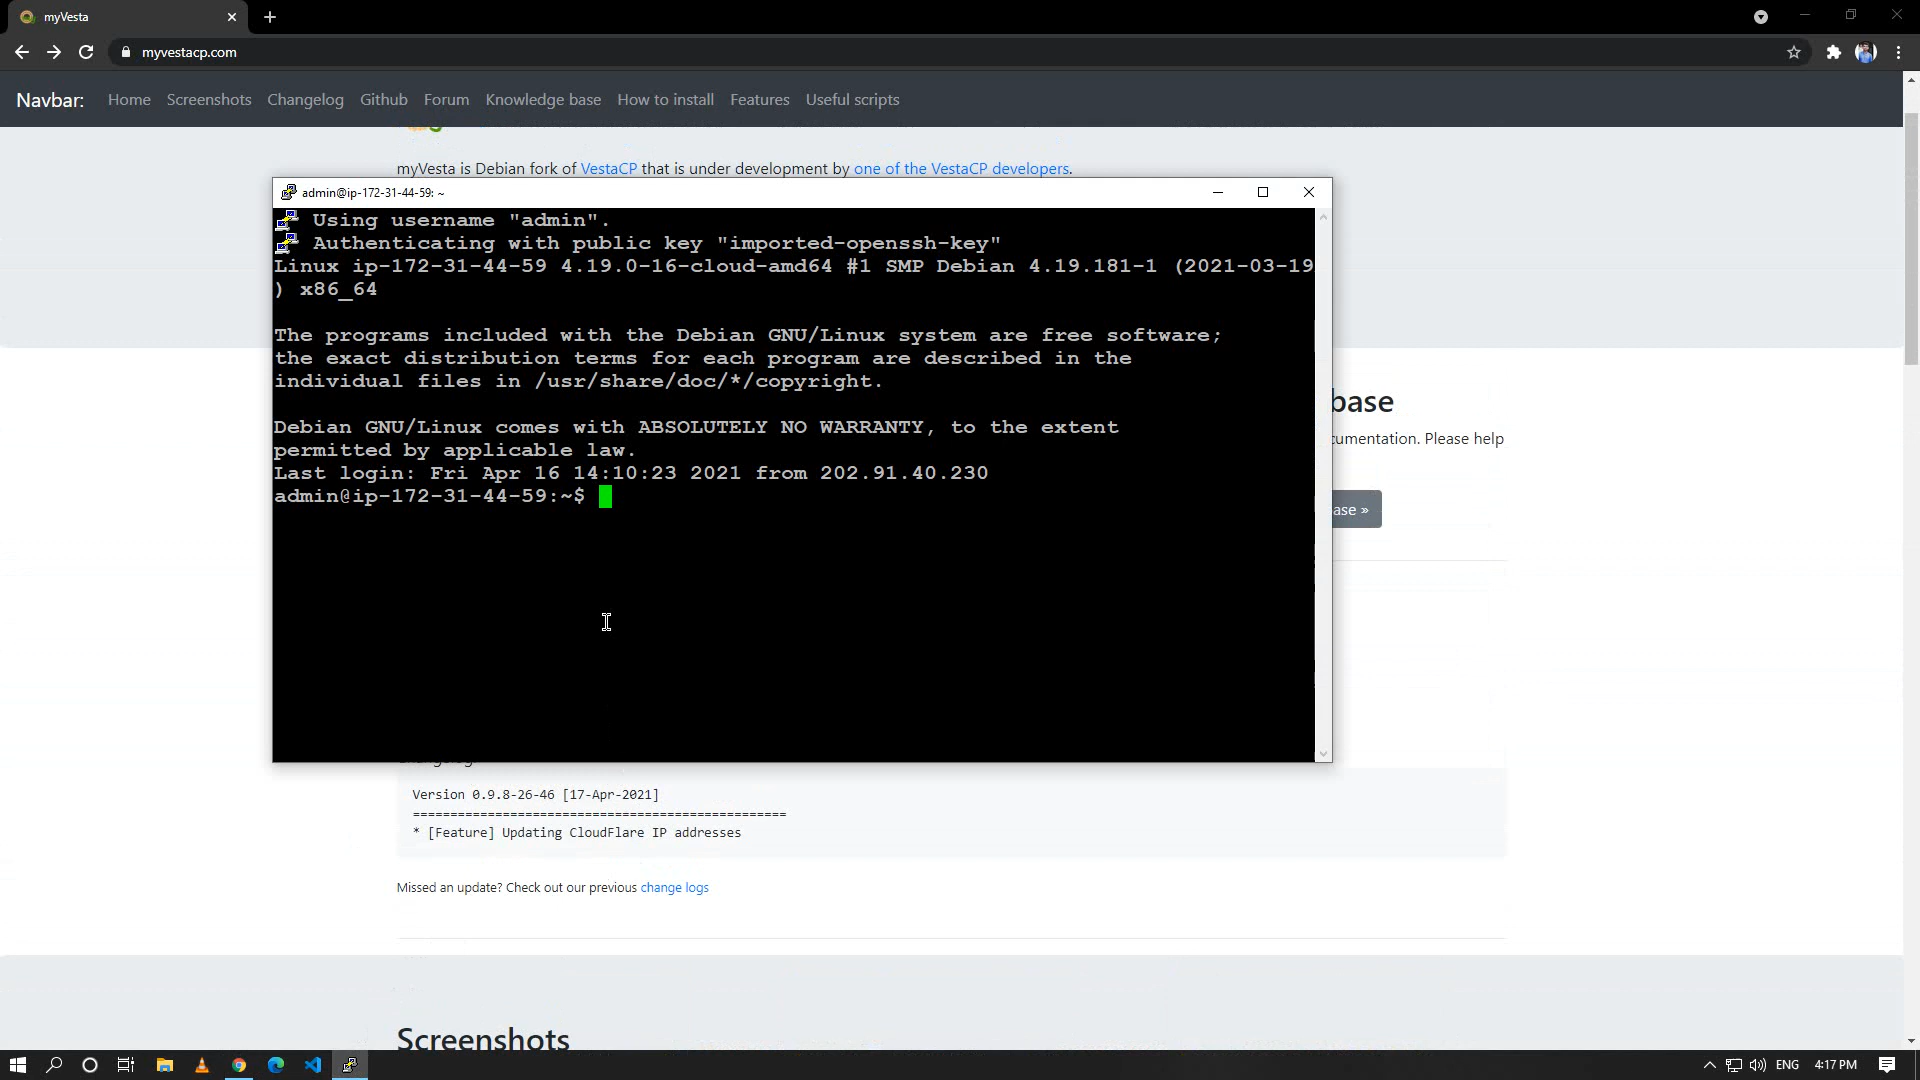 myVesta
myvestacp.com
Navbar: Home Screenshots Changelog Github Forum Knowledge base How to install Features Useful scripts
myVesta is Debian fork of VestaCP that is under development by one of the VestaCP developers.
admin@ip-172-31-44-59: ~
Using username "admin".
Authenticating with public key "imported-openssh-key"
Linux ip-172-31-44-59 4.19.0-16-cloud-amd64 #1 SMP Debian 4.19.181-1 (2021-03-19
) x86_64
The programs included with the Debian GNU/Linux system are free software;
the exact distribution terms for each program are described in the
individual files in /usr/share/doc/*/copyright.
Debian GNU/Linux comes with ABSOLUTELY NO WARRANTY, to the extent
permitted by applicable law.
Last login: Fri Apr 16 14:10:23 2021 from 202.91.40.230
admin@ip-172-31-44-59:~$
base
cumentation. Please help
ase »
Version 0.9.8-26-46 [17-Apr-2021]
==================================================
* [Feature] Updating CloudFlare IP addresses
Missed an update? Check out our previous change logs
Screenshots
ENG 4:17 PM